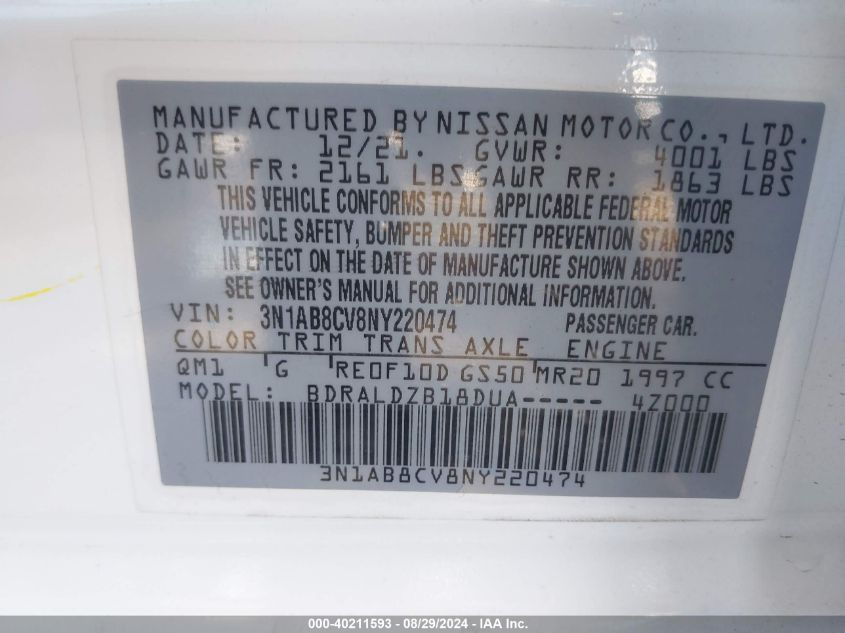 MANUFACTURED BY NISSAN MOTOR CO., LTD.
DATE: 12/21. GVWR: 4001 LBS
GAWR FR: 2161 LBS GAWR RR: 1863 LBS
THIS VEHICLE CONFORMS TO ALL APPLICABLE FEDERAL MOTOR
VEHICLE SAFETY, BUMPER AND THEFT PREVENTION STANDARDS
IN EFFECT ON THE DATE OF MANUFACTURE SHOWN ABOVE.
SEE OWNER'S MANUAL FOR ADDITIONAL INFORMATION.
VIN: 3N1AB8CV8NY220474 PASSENGER CAR.
COLOR TRIM TRANS AXLE ENGINE
QM1 G RE0F10D GS50 MR20 1997 CC
MODEL: BDRALDZB18DUA----- 4Z000
3N1AB8CV8NY220474
000-40211593 - 08/29/2024 - IAA Inc.